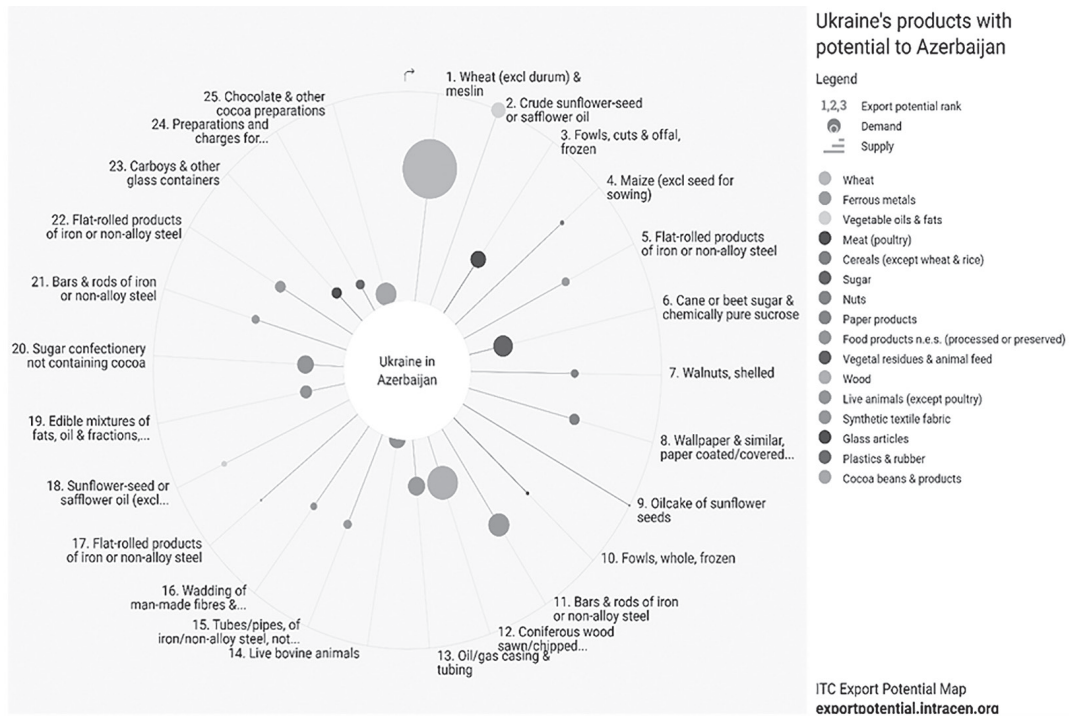 Ukraine's products with
potential to Azerbaijan
Legend
1,2,3 Export potential rank
Demand
Supply
Wheat
Ferrous metals
Vegetable oils & fats
Meat (poultry)
Cereals (except wheat & rice)
Sugar
Nuts
Paper products
Food products n.e.s. (processed or preserved)
Vegetal residues & animal feed
Wood
Live animals (except poultry)
Synthetic textile fabric
Glass articles
Plastics & rubber
Cocoa beans & products
ITC Export Potential Map
exportpotential.intracen.org
Ukraine in
Azerbaijan
1. Wheat (excl durum) &
meslin
2. Crude sunflower-seed
or safflower oil
3. Fowls, cuts & offal,
frozen
4. Maize (excl seed for
sowing)
5. Flat-rolled products
of iron or non-alloy steel
6. Cane or beet sugar &
chemically pure sucrose
7. Walnuts, shelled
8. Wallpaper & similar,
paper coated/covered...
9. Oilcake of sunflower
seeds
10. Fowls, whole, frozen
11. Bars & rods of iron
or non-alloy steel
12. Coniferous wood
sawn/chipped...
13. Oil/gas casing &
tubing
14. Live bovine animals
15. Tubes/pipes, of
iron/non-alloy steel, not...
16. Wadding of
man-made fibres &...
17. Flat-rolled products
of iron or non-alloy steel
18. Sunflower-seed or
safflower oil (excl...
19. Edible mixtures of
fats, oil & fractions,...
20. Sugar confectionery
not containing cocoa
21. Bars & rods of iron
or non-alloy steel
22. Flat-rolled products
of iron or non-alloy steel
23. Carboys & other
glass containers
24. Preparations and
charges for...
25. Chocolate & other
cocoa preparations